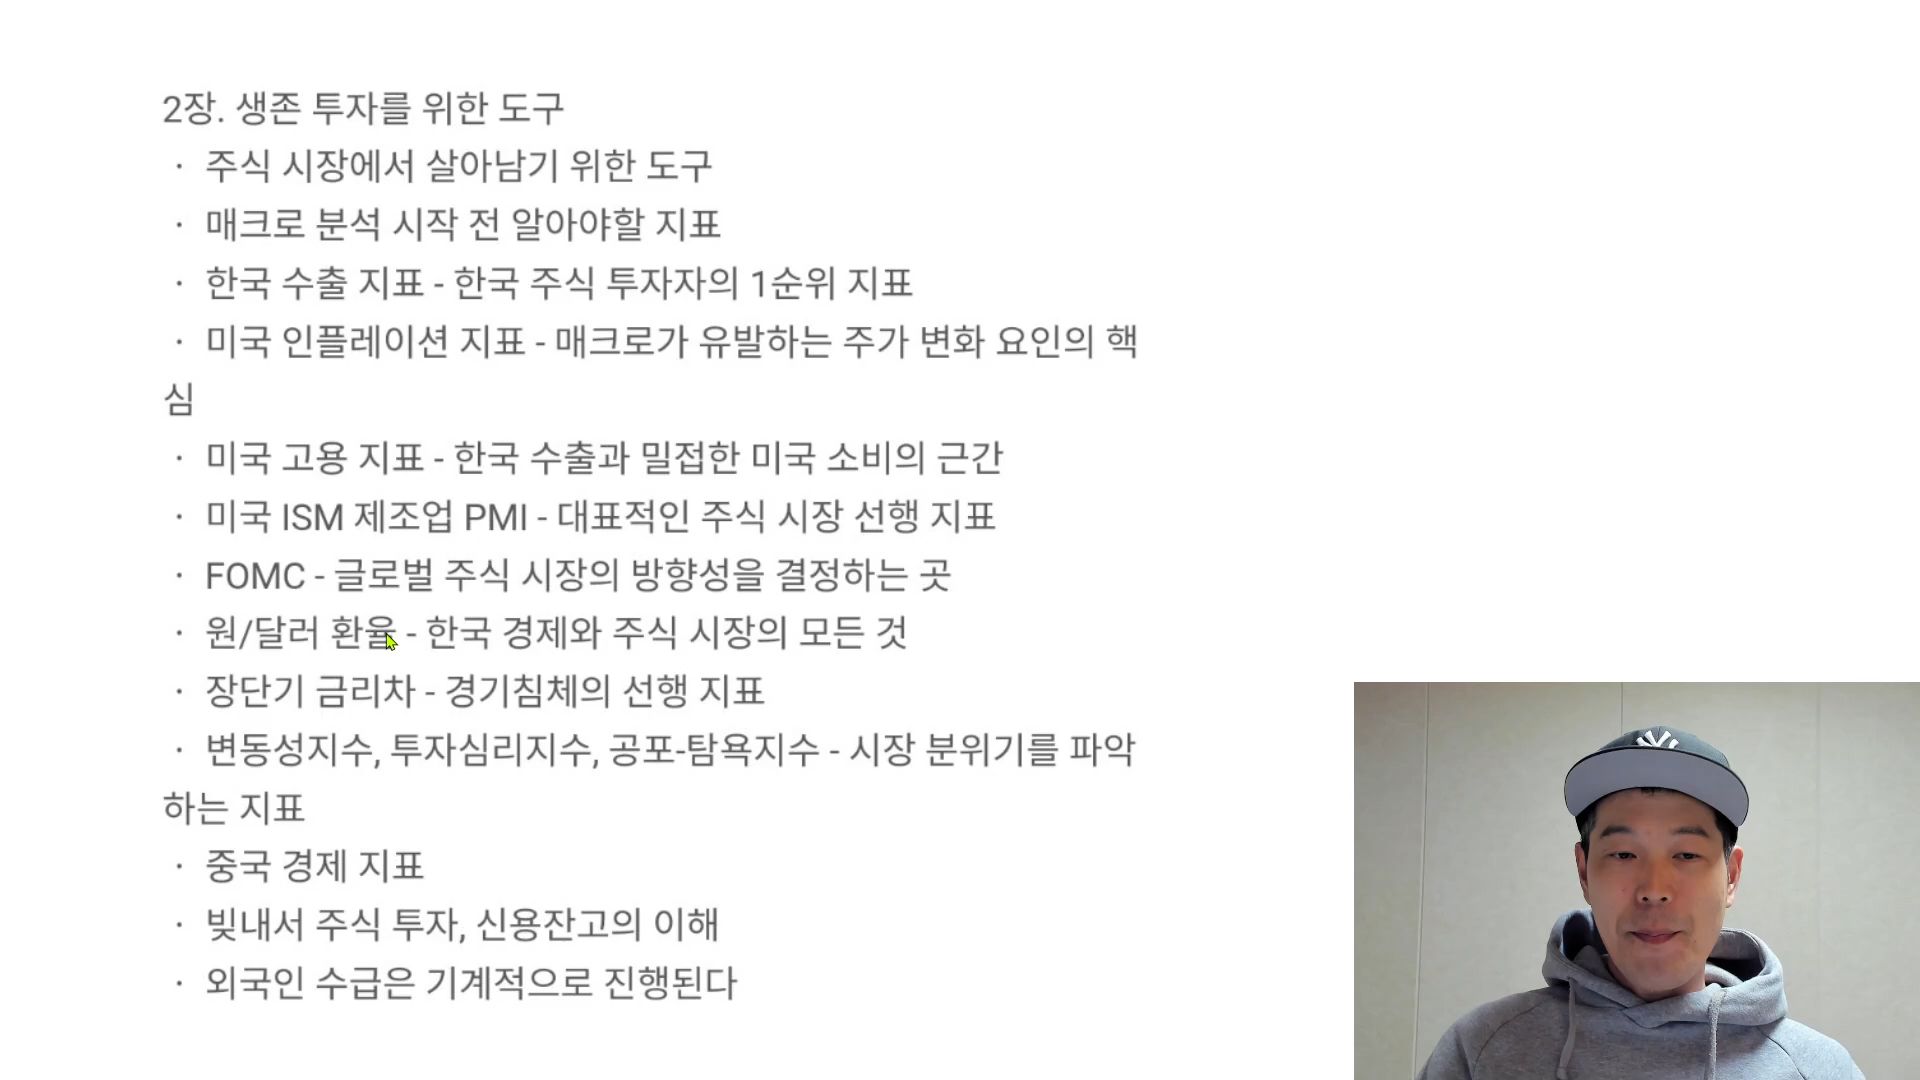 2장. 생존 투자를 위한 도구
· 주식 시장에서 살아남기 위한 도구
· 매크로 분석 시작 전 알아야할 지표
· 한국 수출 지표 - 한국 주식 투자자의 1순위 지표
· 미국 인플레이션 지표 - 매크로가 유발하는 주가 변화 요인의 핵
심
· 미국 고용 지표 - 한국 수출과 밀접한 미국 소비의 근간
· 미국 ISM 제조업 PMI - 대표적인 주식 시장 선행 지표
· FOMC - 글로벌 주식 시장의 방향성을 결정하는 곳
· 원/달러 환율 - 한국 경제와 주식 시장의 모든 것
· 장단기 금리차 - 경기침체의 선행 지표
· 변동성지수, 투자심리지수, 공포-탐욕지수 - 시장 분위기를 파악
하는 지표
· 중국 경제 지표
· 빚내서 주식 투자, 신용잔고의 이해
· 외국인 수급은 기계적으로 진행된다
NY